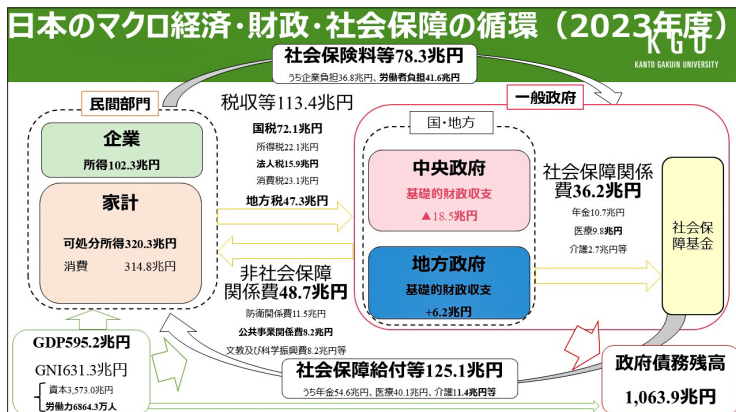 日本のマクロ経済・財政・社会保障の循環（2023年度）
KGU
KANTO GAKUIN UNIVERSITY
社会保険料等78.3兆円
うち企業負担36.8兆円、労働者負担41.6兆円
民間部門
税収等113.4兆円
一般政府
企業
所得102.3兆円
国税72.1兆円
所得税22.1兆円
法人税15.9兆円
消費税23.1兆円
地方税47.3兆円
国・地方
中央政府
基礎的財政収支
▲18.5兆円
社会保障関係
費36.2兆円
年金10.7兆円
医療9.8兆円
介護2.7兆円等
社会保
障基金
家計
可処分所得320.3兆円
消費 314.8兆円
非社会保障
関係費48.7兆円
防衛関係費11.5兆円
公共事業関係費8.2兆円
文教及び科学振興費8.2兆円等
地方政府
基礎的財政収支
+6.2兆円
GDP595.2兆円
GNI631.3兆円
資本3,573.0兆円
労働力6864.3万人
社会保障給付等125.1兆円
うち年金54.6兆円、医療40.1兆円、介護11.4兆円等
政府債務残高
1,063.9兆円